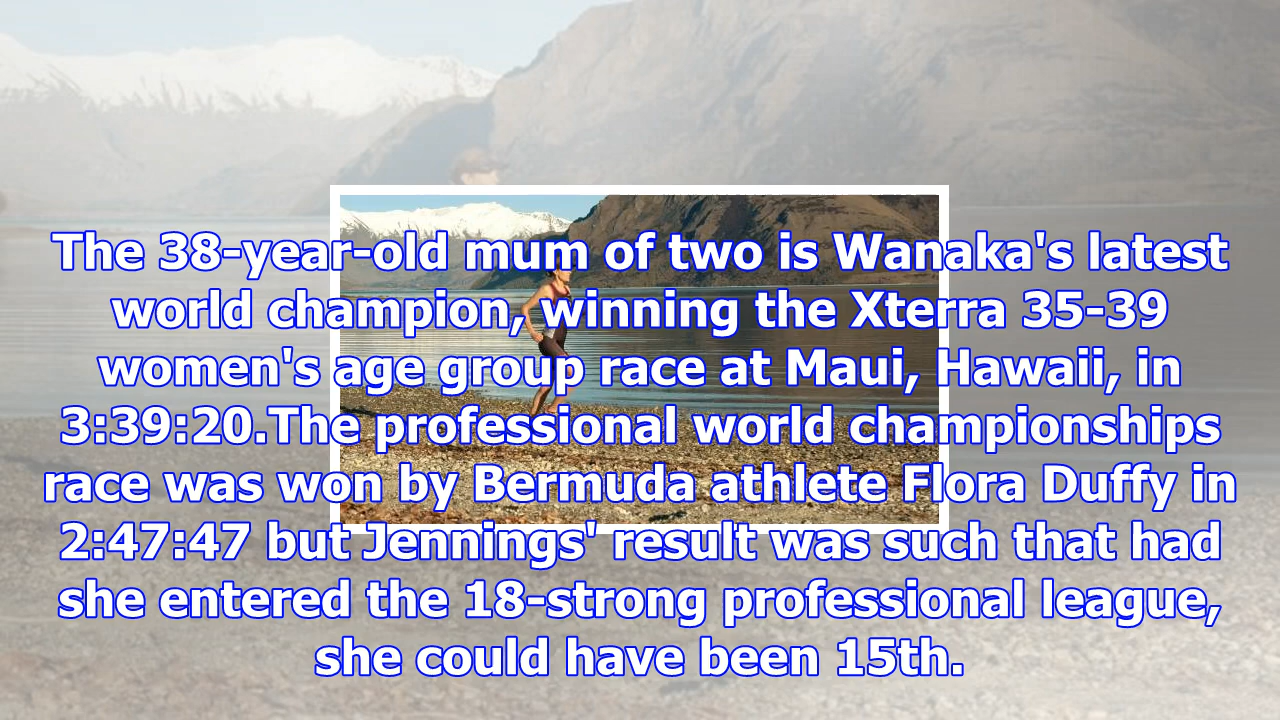 The 38-year-old mum of two is Wanaka's latest
world champion, winning the Xterra 35-39
women's age group race at Maui, Hawaii, in
3:39:20.The professional world championships
race was won by Bermuda athlete Flora Duffy in
2:47:47 but Jennings' result was such that had
she entered the 18-strong professional league,
she could have been 15th.